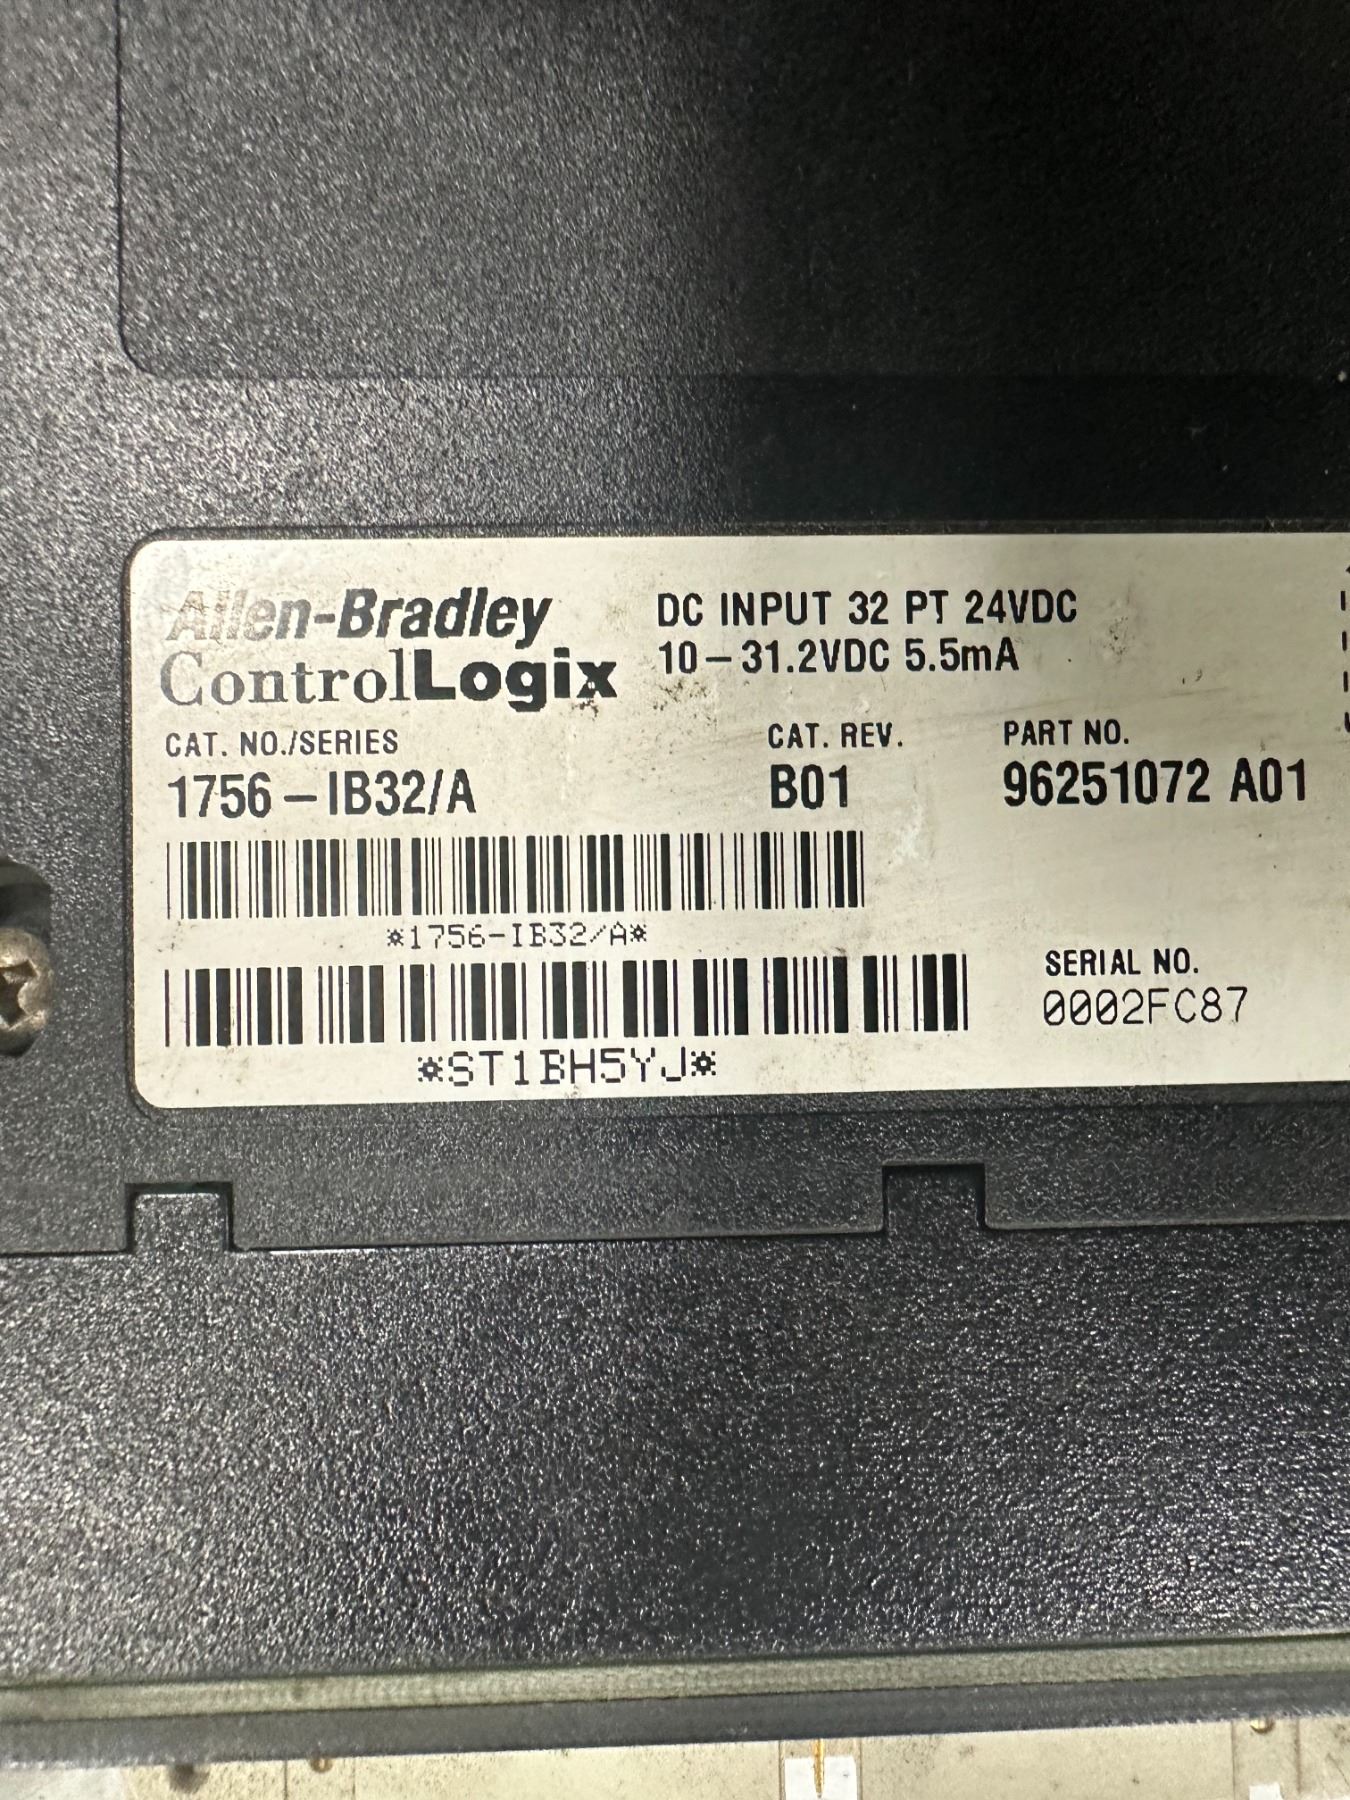 Allen-Bradley
ControlLogix
DC INPUT 32 PT 24VDC
10-31.2VDC 5.5mA
CAT. NO./SERIES
1756-IB32/A
CAT. REV.
B01
PART NO.
96251072 A01
*1756-IB32/A*
SERIAL NO.
0002FC87
*ST1BH5YJ*